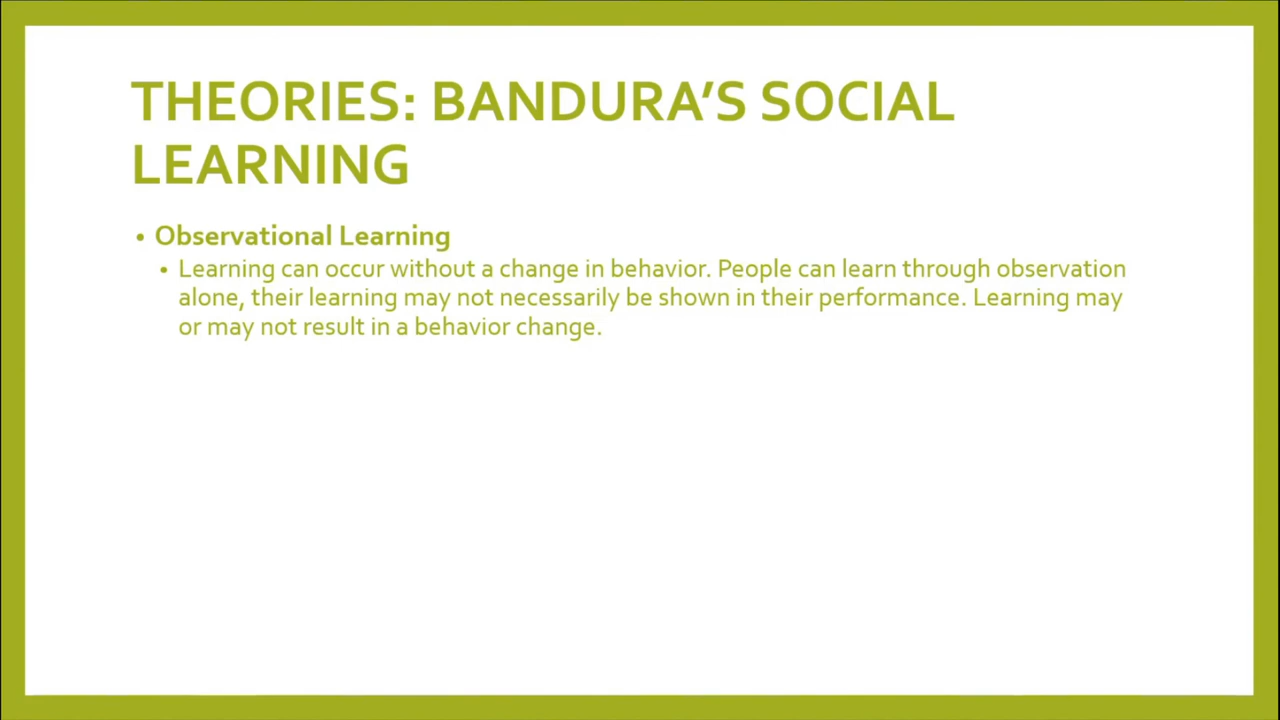 THEORIES: BANDURA’S SOCIAL
LEARNING
• Observational Learning
• Learning can occur without a change in behavior. People can learn through observation
alone, their learning may not necessarily be shown in their performance. Learning may
or may not result in a behavior change.